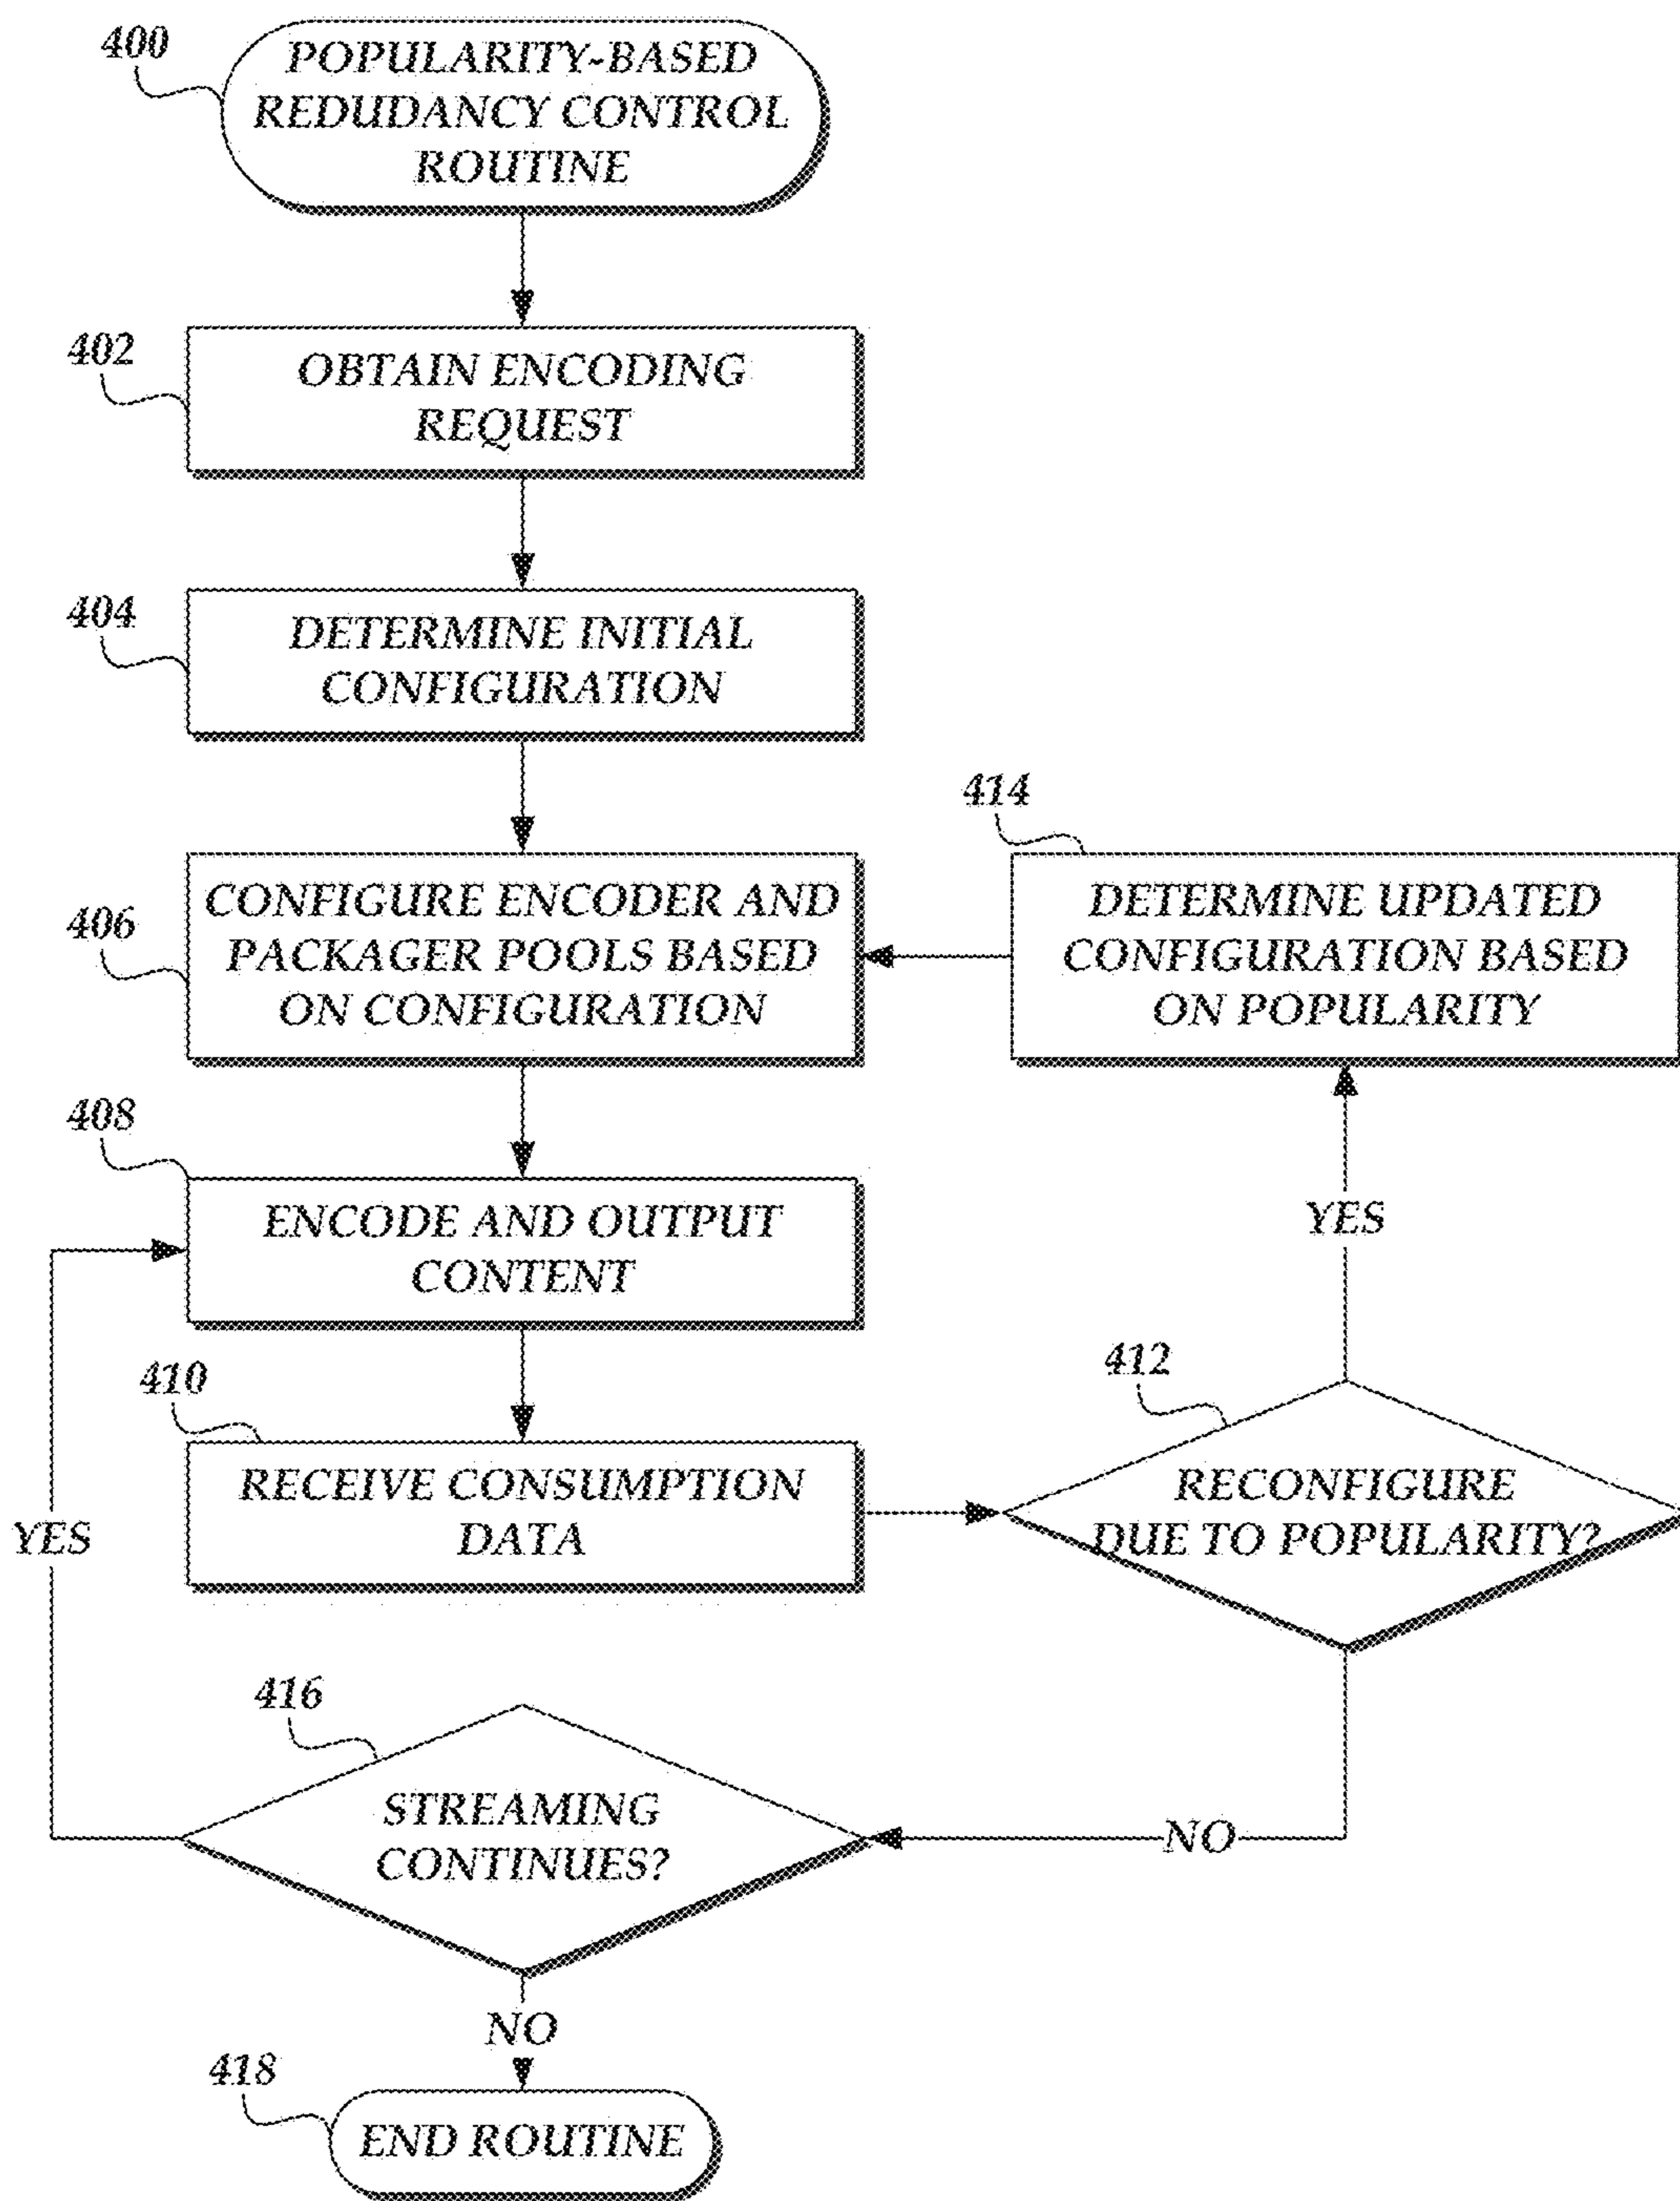 400
POPULARITY-BASED
REDUDANCY CONTROL
ROUTINE
402
OBTAIN ENCODING
REQUEST
404
DETERMINE INITIAL
CONFIGURATION
406
CONFIGURE ENCODER AND
PACKAGER POOLS BASED
ON CONFIGURATION
414
DETERMINE UPDATED
CONFIGURATION BASED
ON POPULARITY
408
ENCODE AND OUTPUT
CONTENT
YES
410
RECEIVE CONSUMPTION
DATA
412
RECONFIGURE
DUE TO POPULARITY?
YES
416
STREAMING
CONTINUES?
NO
NO
418
END ROUTINE